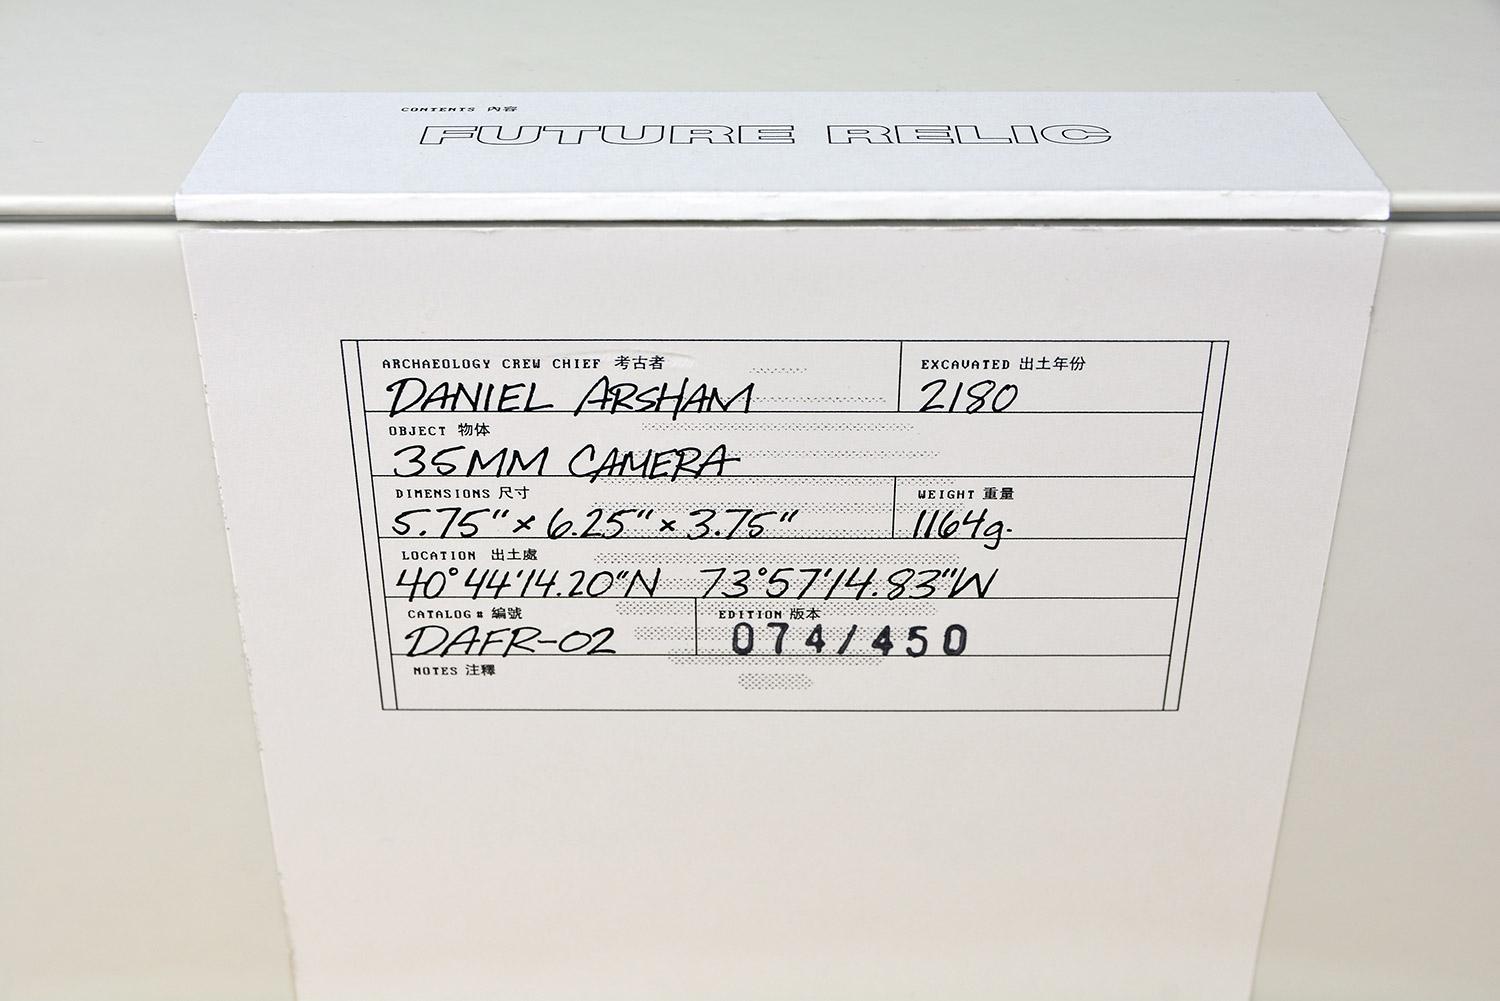 CONTENTS 內容
FUTURE RELIC
ARCHAEOLOGY CREW CHIEF 考古者
DANIEL ARSHAM
EXCAVATED 出土年份
2180
OBJECT 物体
35MM CAMERA
DIMENSIONS 尺寸
5.75" × 6.25" × 3.75"
WEIGHT 重量
1164g.
LOCATION 出土處
40°44'14.20"N 73°57'14.83"W
CATALOG # 編號
DAFR-02
EDITION 版本
074/450
NOTES 注釋